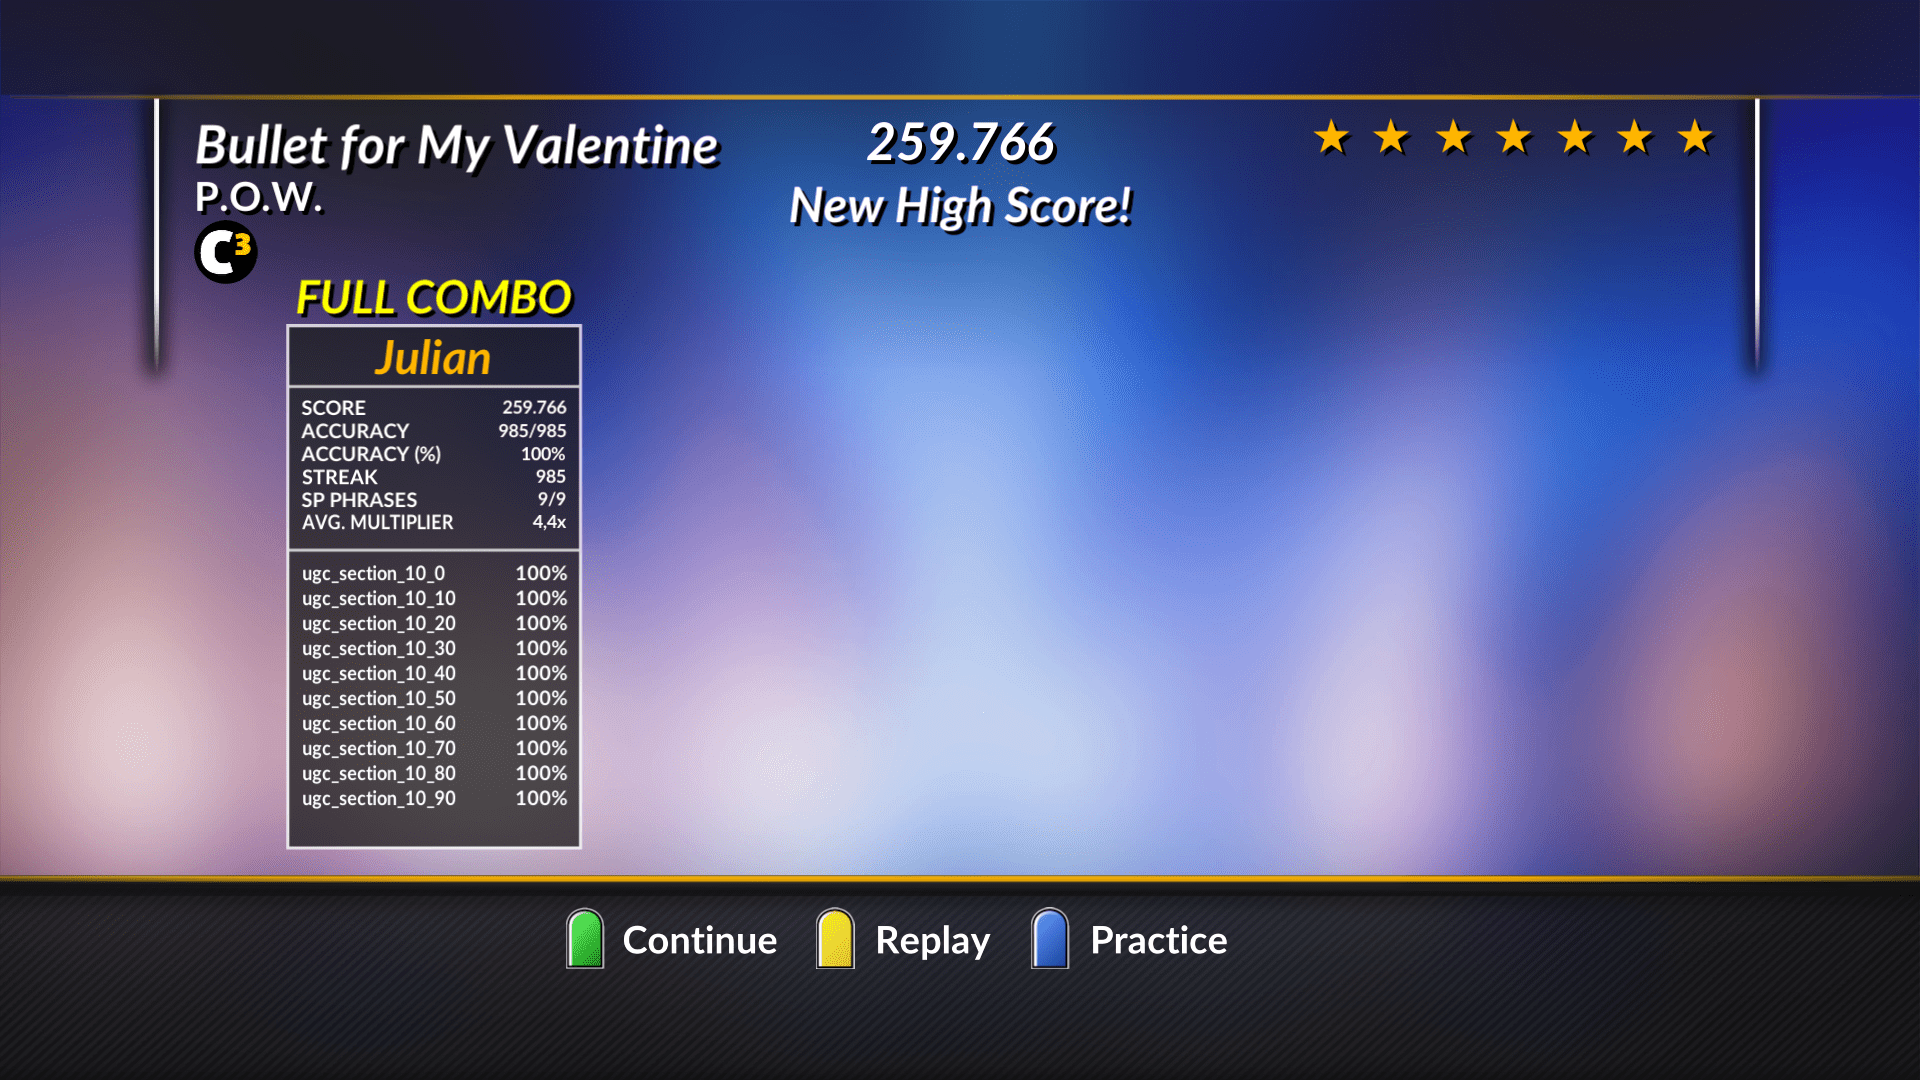 Bullet for My Valentine
P.O.W.
C3
259.766
New High Score!
FULL COMBO
Julian
SCORE 259.766
ACCURACY 985/985
ACCURACY (%) 100%
STREAK 985
SP PHRASES 9/9
AVG. MULTIPLIER 4,4x
ugc_section_10_0 100%
ugc_section_10_10 100%
ugc_section_10_20 100%
ugc_section_10_30 100%
ugc_section_10_40 100%
ugc_section_10_50 100%
ugc_section_10_60 100%
ugc_section_10_70 100%
ugc_section_10_80 100%
ugc_section_10_90 100%
Continue Replay Practice